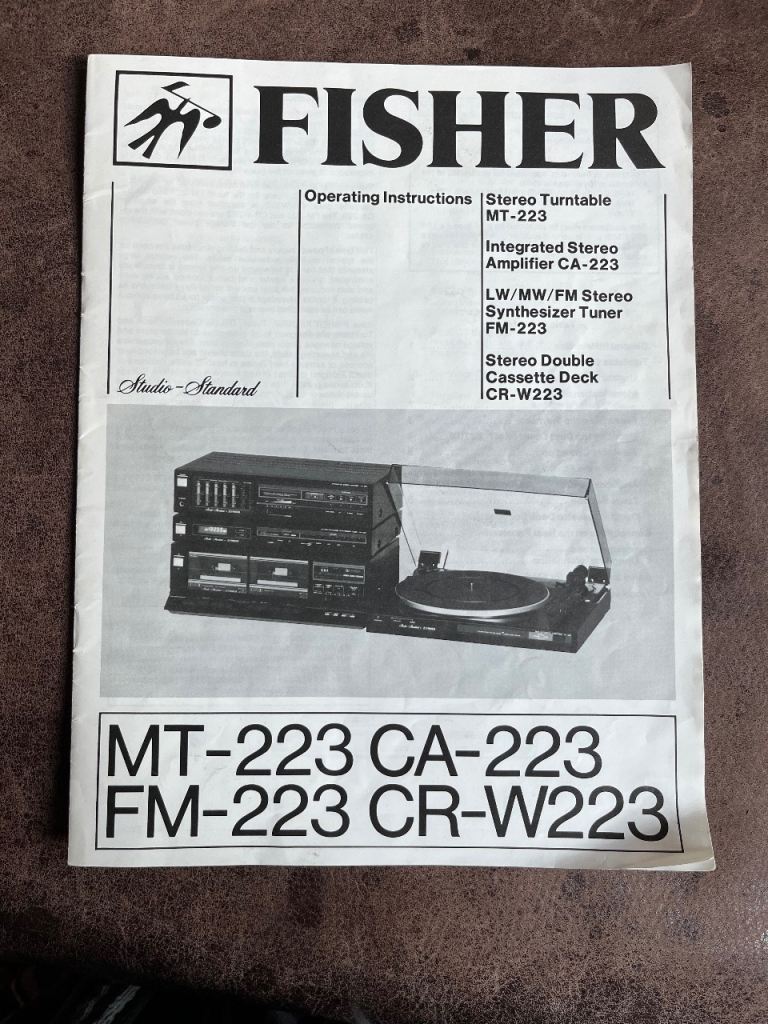 FISHER
Operating Instructions
Stereo Turntable
MT-223
Integrated Stereo
Amplifier CA-223
LW/MW/FM Stereo
Synthesizer Tuner
FM-223
Stereo Double
Cassette Deck
CR-W223
Studio-Standard
MT-223 CA-223
FM-223 CR-W223